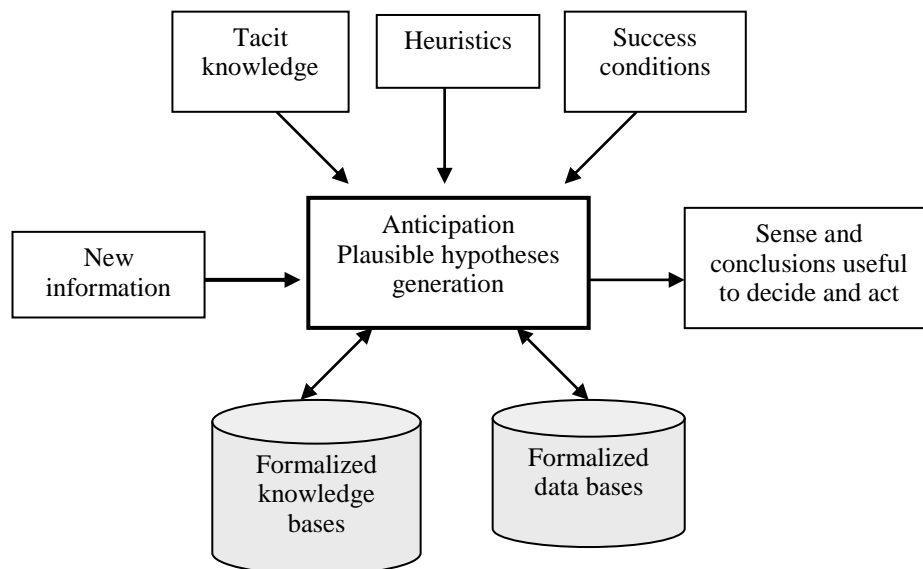 Tacit
knowledge
Heuristics
Success
conditions
New
information
Anticipation
Plausible hypotheses
generation
Sense and
conclusions useful
to decide and act
Formalized
knowledge
bases
Formalized
data bases